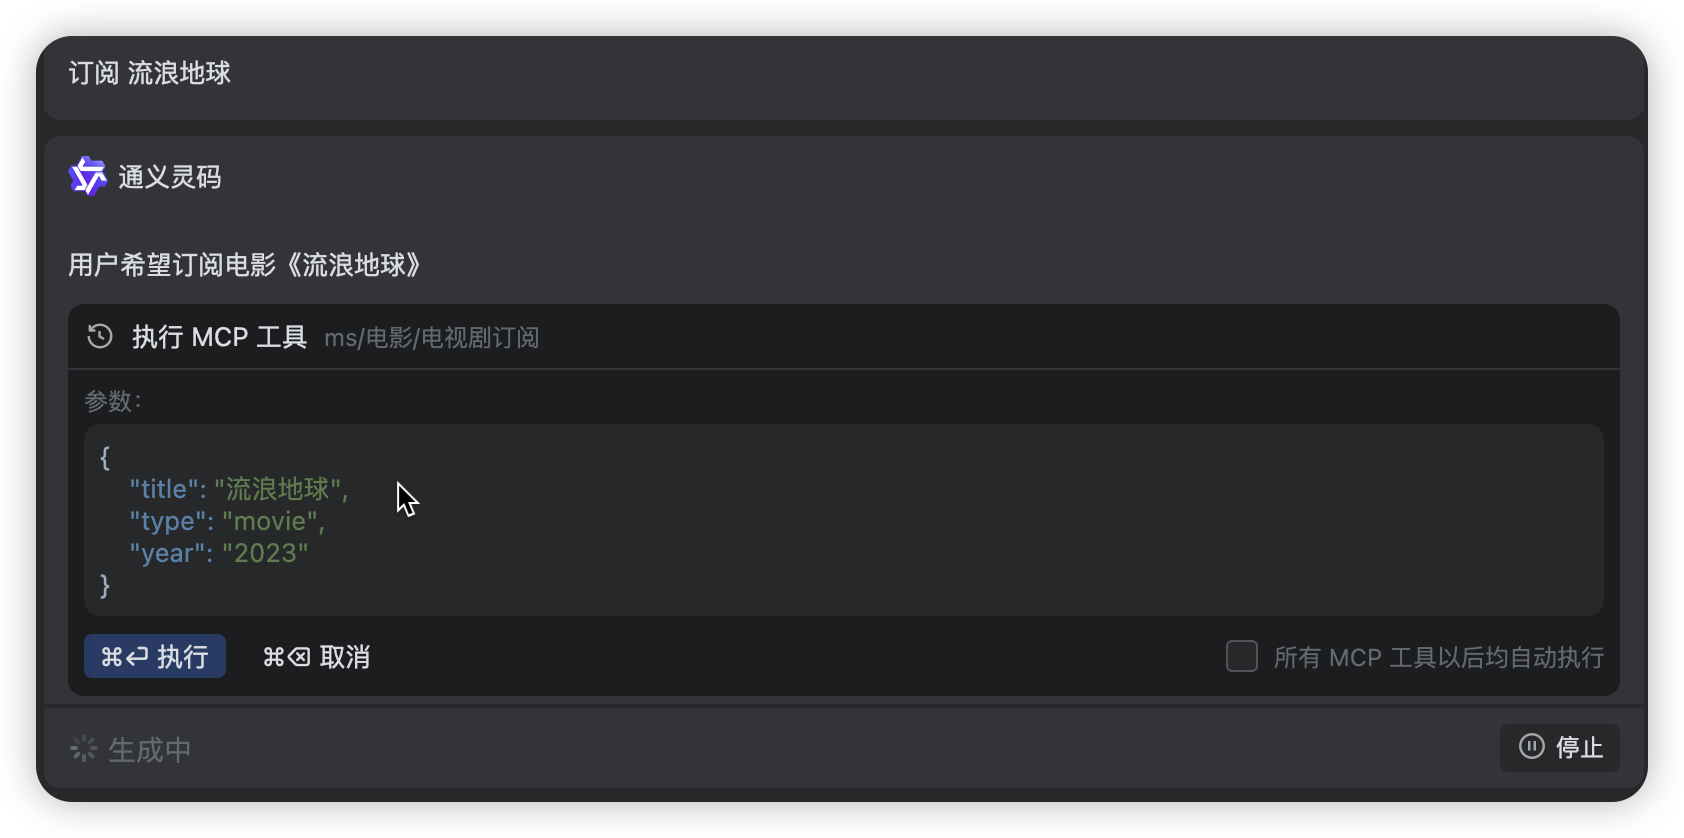 订阅 流浪地球
通义灵码
用户希望订阅电影《流浪地球》
执行 MCP 工具 ms/电影/电视剧订阅
参数:
{
"title": "流浪地球",
"type": "movie",
"year": "2023"
}
⌘⏎ 执行 ⌘⌫ 取消 所有 MCP 工具以后均自动执行
生成中 停止